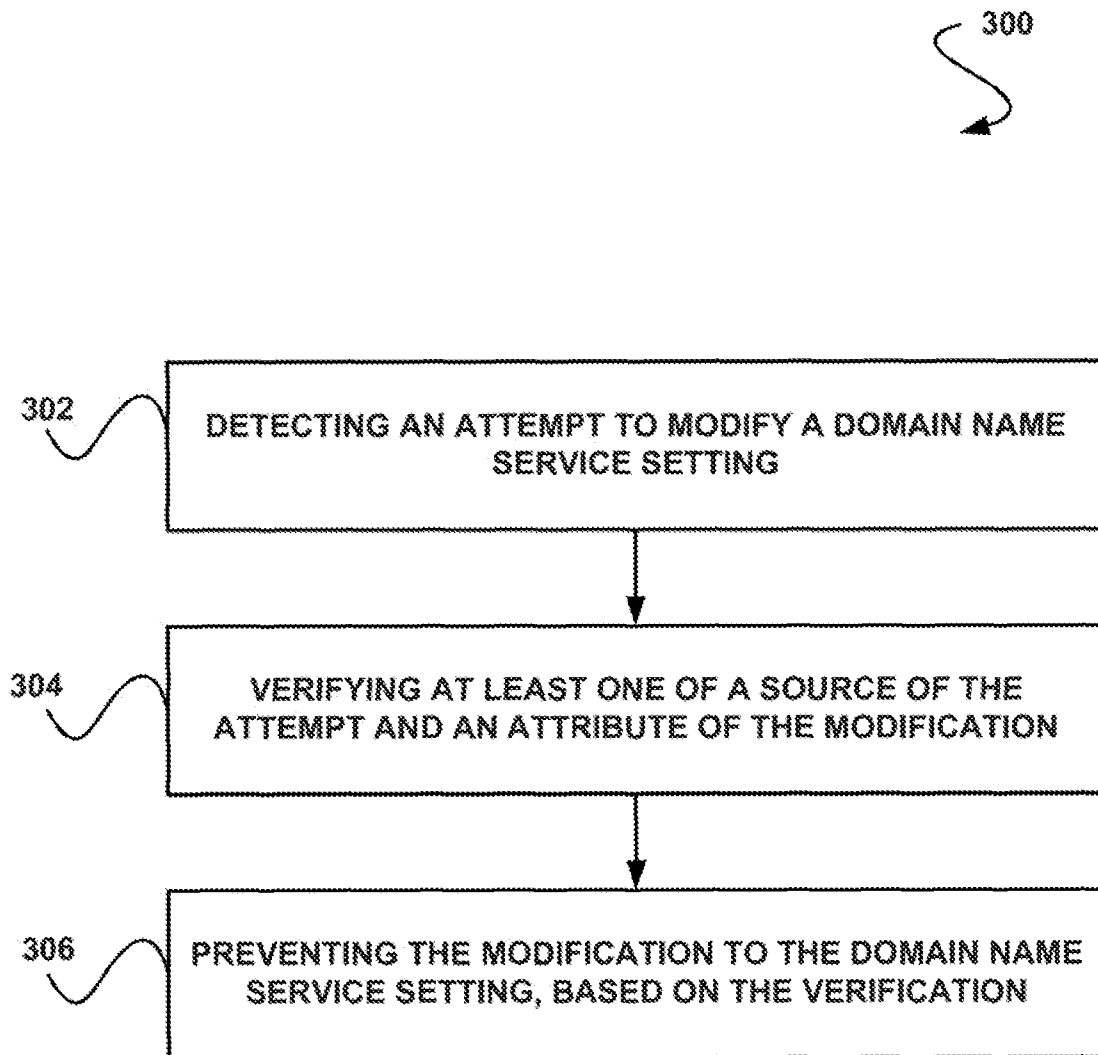 300
302
DETECTING AN ATTEMPT TO MODIFY A DOMAIN NAME
SERVICE SETTING
304
VERIFYING AT LEAST ONE OF A SOURCE OF THE
ATTEMPT AND AN ATTRIBUTE OF THE MODIFICATION
306
PREVENTING THE MODIFICATION TO THE DOMAIN NAME
SERVICE SETTING, BASED ON THE VERIFICATION